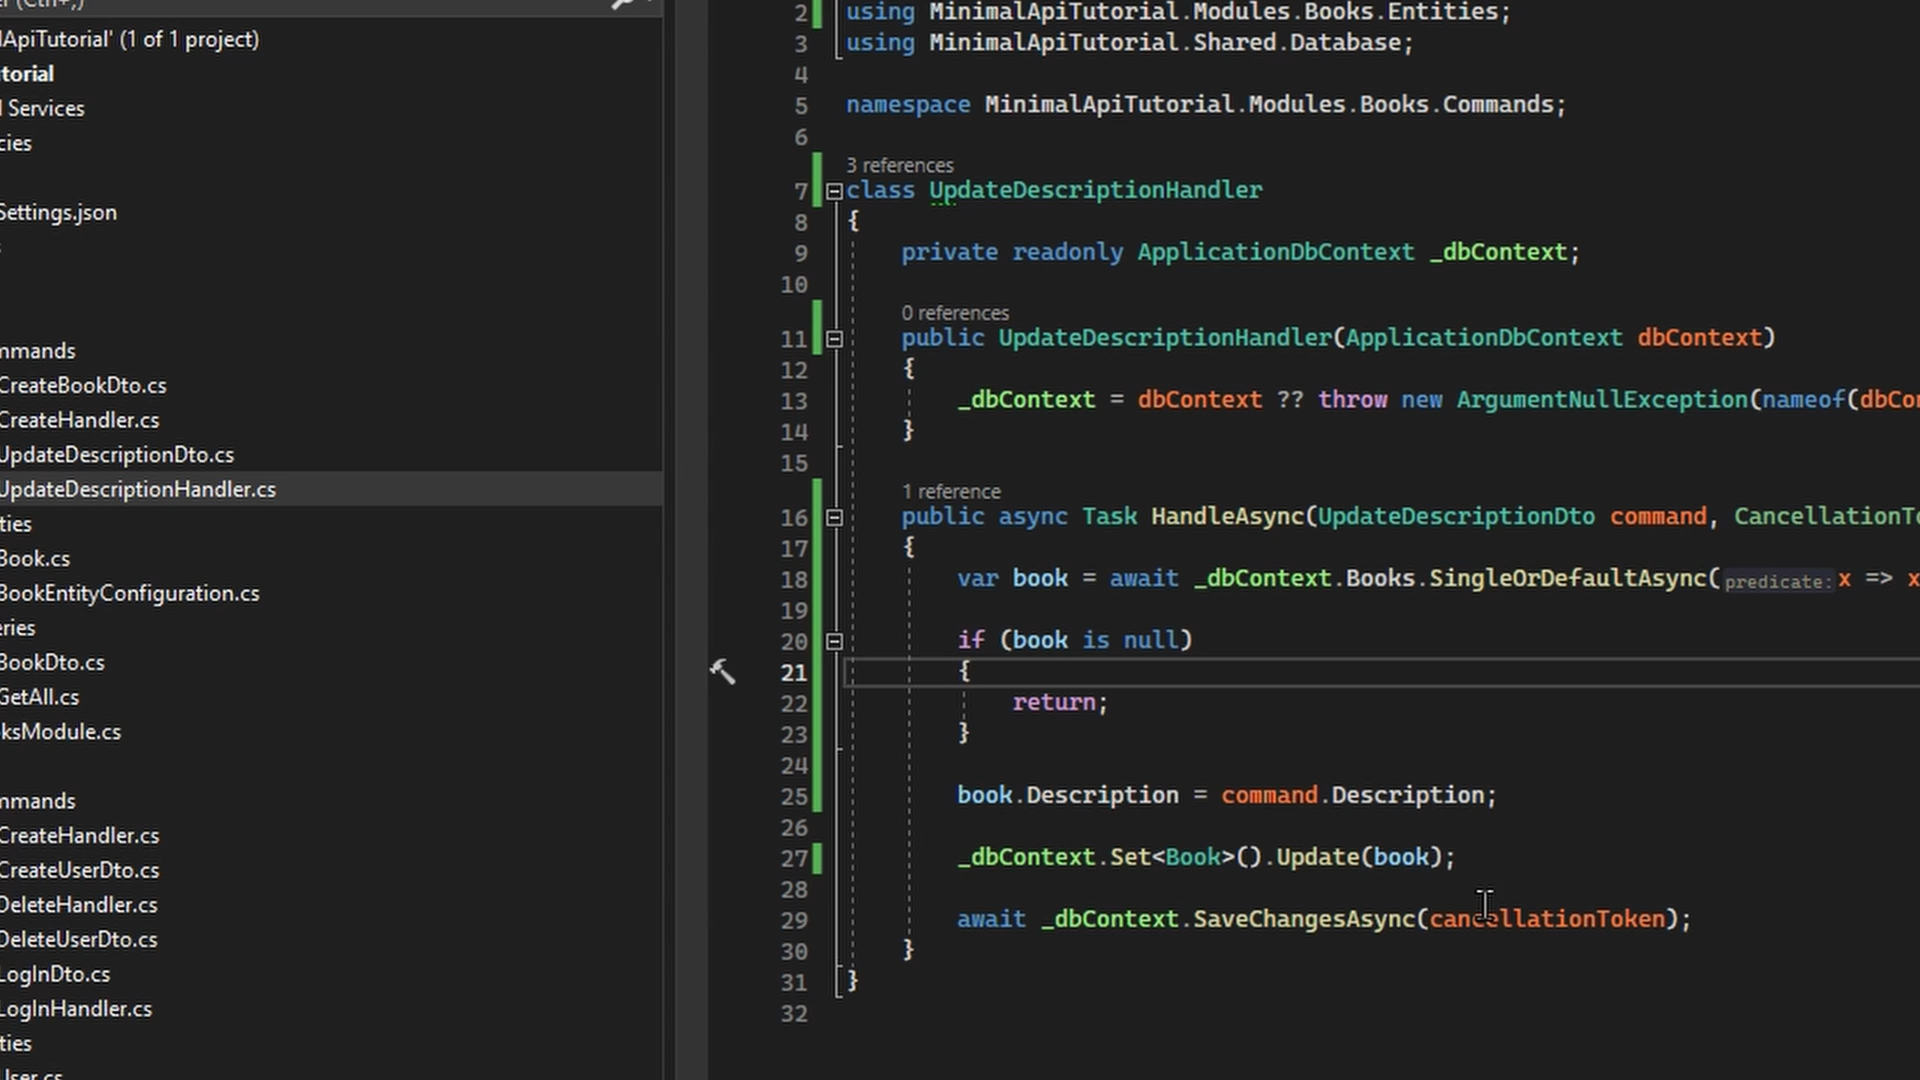 lApiTutorial' (1 of 1 project)
torial
l Services
cies
Settings.json
mmands
CreateBookDto.cs
CreateHandler.cs
UpdateDescriptionDto.cs
UpdateDescriptionHandler.cs
ties
Book.cs
BookEntityConfiguration.cs
eries
BookDto.cs
GetAll.cs
ksModule.cs
mmands
CreateHandler.cs
CreateUserDto.cs
DeleteHandler.cs
DeleteUserDto.cs
LogInDto.cs
LogInHandler.cs
ties
User.cs
2 using MinimalApiTutorial.Modules.Books.Entities;
3 using MinimalApiTutorial.Shared.Database;
4
5 namespace MinimalApiTutorial.Modules.Books.Commands;
6
3 references
7 class UpdateDescriptionHandler
8 {
9 private readonly ApplicationDbContext _dbContext;
10
0 references
11 public UpdateDescriptionHandler(ApplicationDbContext dbContext)
12 {
13 _dbContext = dbContext ?? throw new ArgumentNullException(nameof(dbCon
14 }
15
1 reference
16 public async Task HandleAsync(UpdateDescriptionDto command, CancellationTo
17 {
18 var book = await _dbContext.Books.SingleOrDefaultAsync(predicate:x => x
19
20 if (book is null)
21 {
22 return;
23 }
24
25 book.Description = command.Description;
26
27 _dbContext.Set<Book>().Update(book);
28
29 await _dbContext.SaveChangesAsync(cancellationToken);
30 }
31 }
32